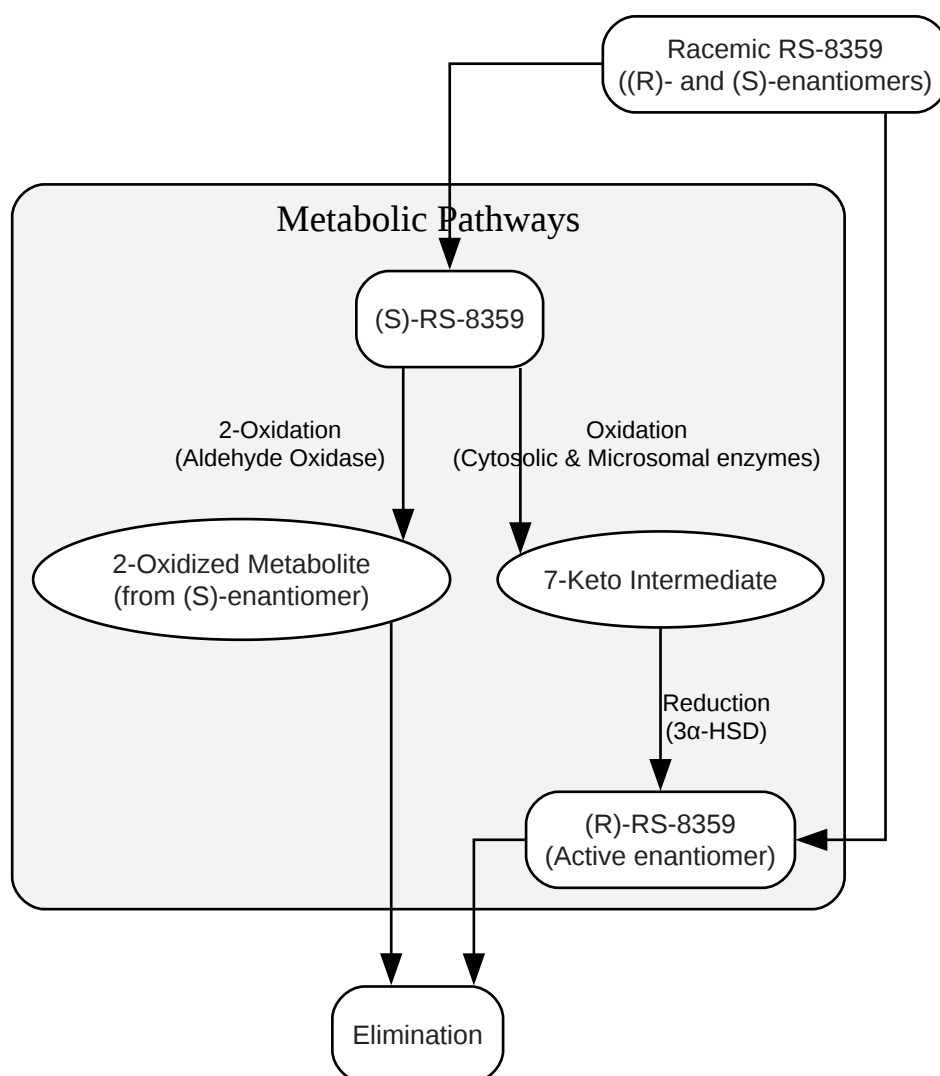 Racemic RS-8359
((R)- and (S)-enantiomers)
Metabolic Pathways
(S)-RS-8359
2-Oxidation
(Aldehyde Oxidase)
Oxidation
(Cytosolic & Microsomal enzymes)
2-Oxidized Metabolite
(from (S)-enantiomer)
7-Keto Intermediate
Reduction
(3α-HSD)
(R)-RS-8359
(Active enantiomer)
Elimination